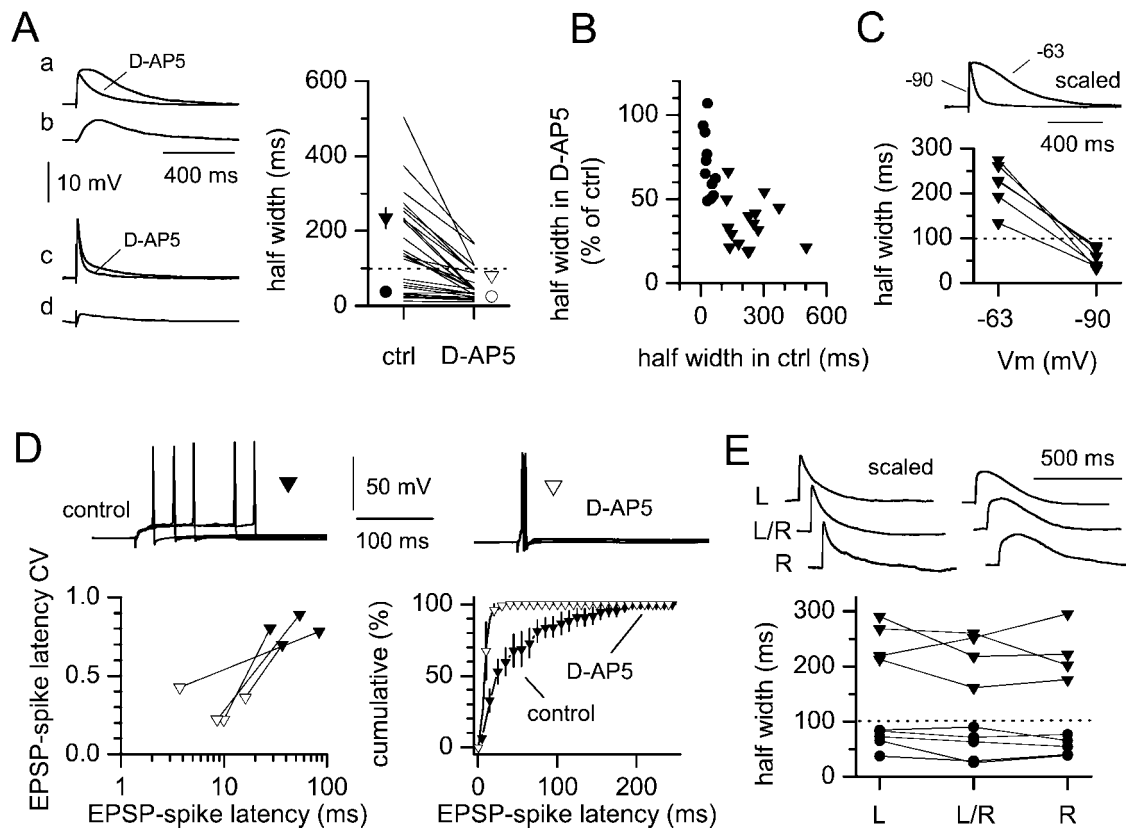 A
a
D-AP5
b
400 ms
10 mV
c
D-AP5
d
half width (ms)
600
400
200
0
ctrl
D-AP5
B
half width in D-AP5
(% of ctrl)
100
50
0
0
300
600
half width in ctrl (ms)
C
-63
-90
scaled
400 ms
half width (ms)
300
200
100
0
-63
-90
Vm (mV)
D
control
50 mV
100 ms
D-AP5
EPSP-spike latency CV
1.0
0.5
0.0
1
10
100
EPSP-spike latency (ms)
cumulative (%)
100
50
0
D-AP5
control
0
100
200
EPSP-spike latency (ms)
E
500 ms
scaled
L
L/R
R
half width (ms)
300
200
100
0
L
L/R
R